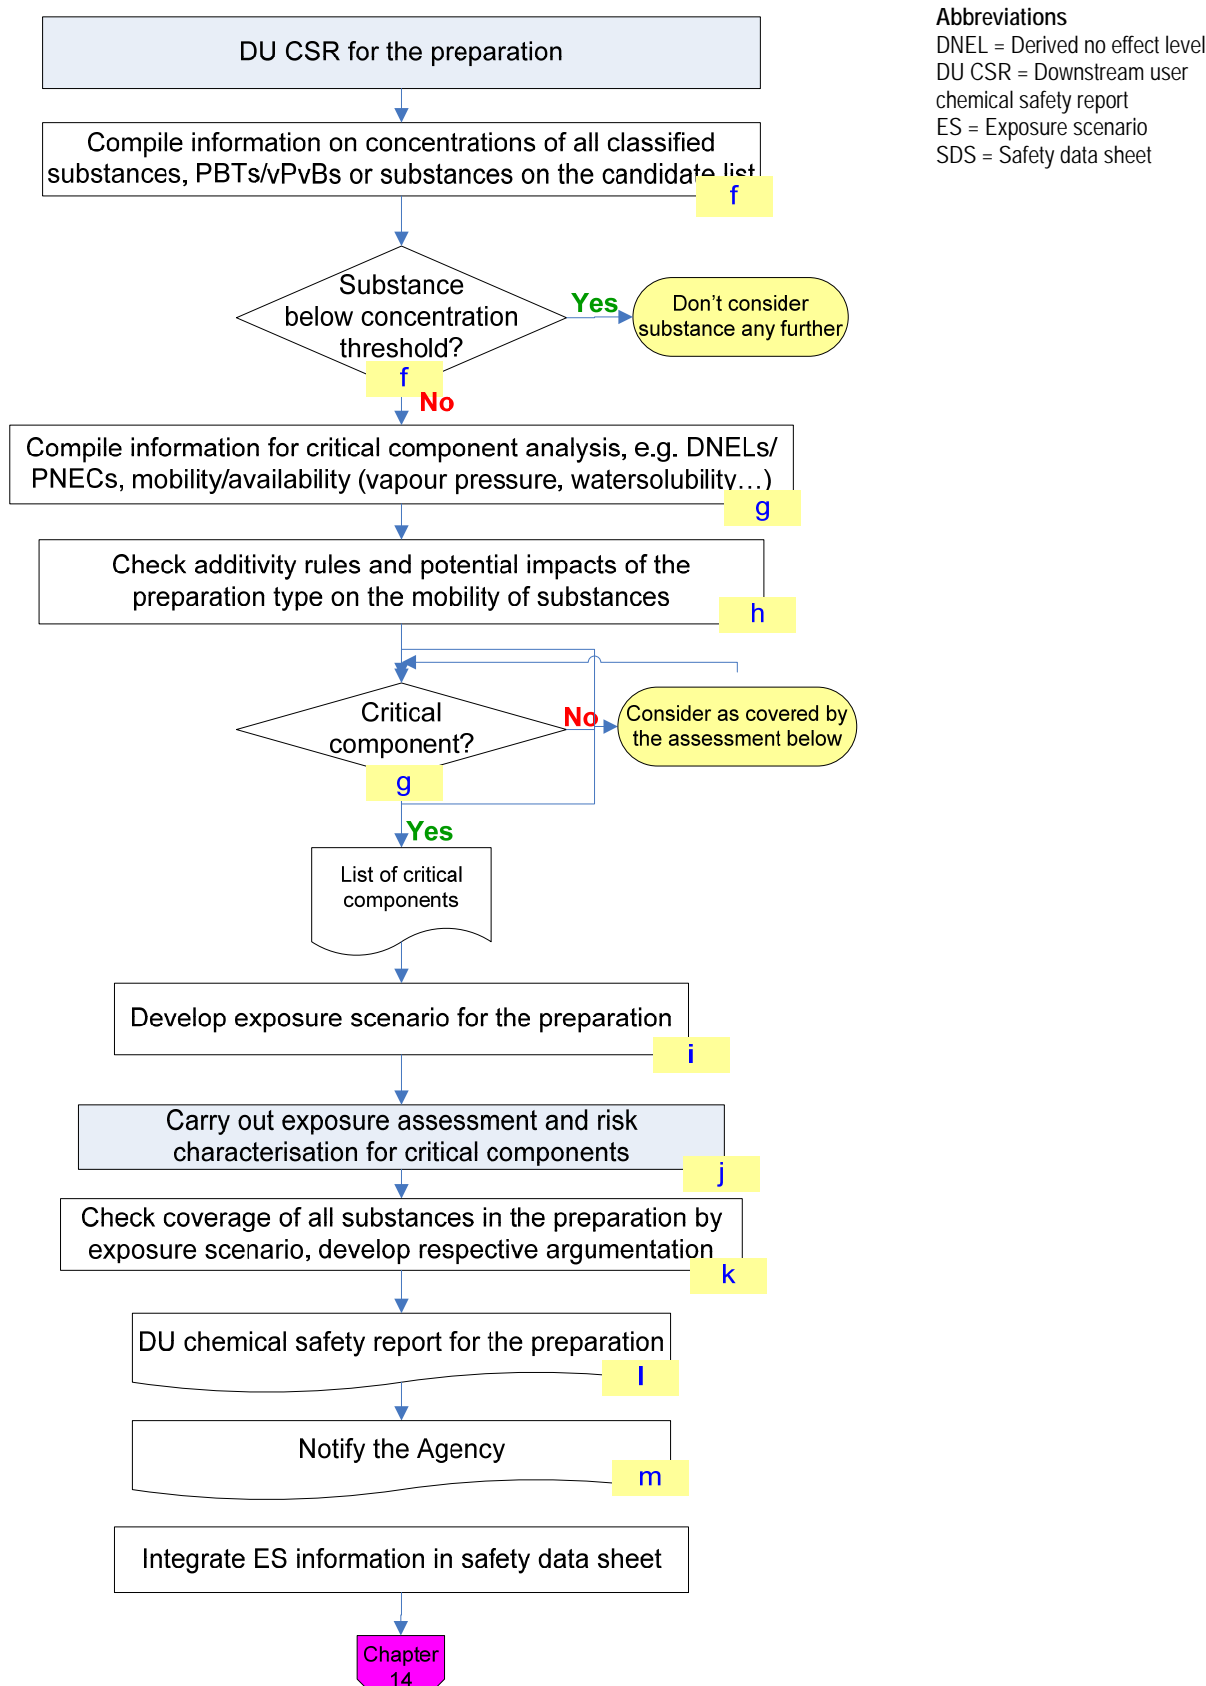 Abbreviations
DNEL = Derived no effect level
DU CSR = Downstream user
chemical safety report
ES = Exposure scenario
SDS = Safety data sheet
DU CSR for the preparation
Compile information on concentrations of all classified
substances, PBTs/vPvBs or substances on the candidate list
f
Substance
below concentration
threshold?
f
Yes
Don't consider
substance any further
No
Compile information for critical component analysis, e.g. DNELs/
PNECs, mobility/availability (vapour pressure, watersolubility…)
g
Check additivity rules and potential impacts of the
preparation type on the mobility of substances
h
Critical
component?
g
No
Consider as covered by
the assessment below
Yes
List of critical
components
Develop exposure scenario for the preparation
i
Carry out exposure assessment and risk
characterisation for critical components
j
Check coverage of all substances in the preparation by
exposure scenario, develop respective argumentation
k
DU chemical safety report for the preparation
l
Notify the Agency
m
Integrate ES information in safety data sheet
Chapter
14